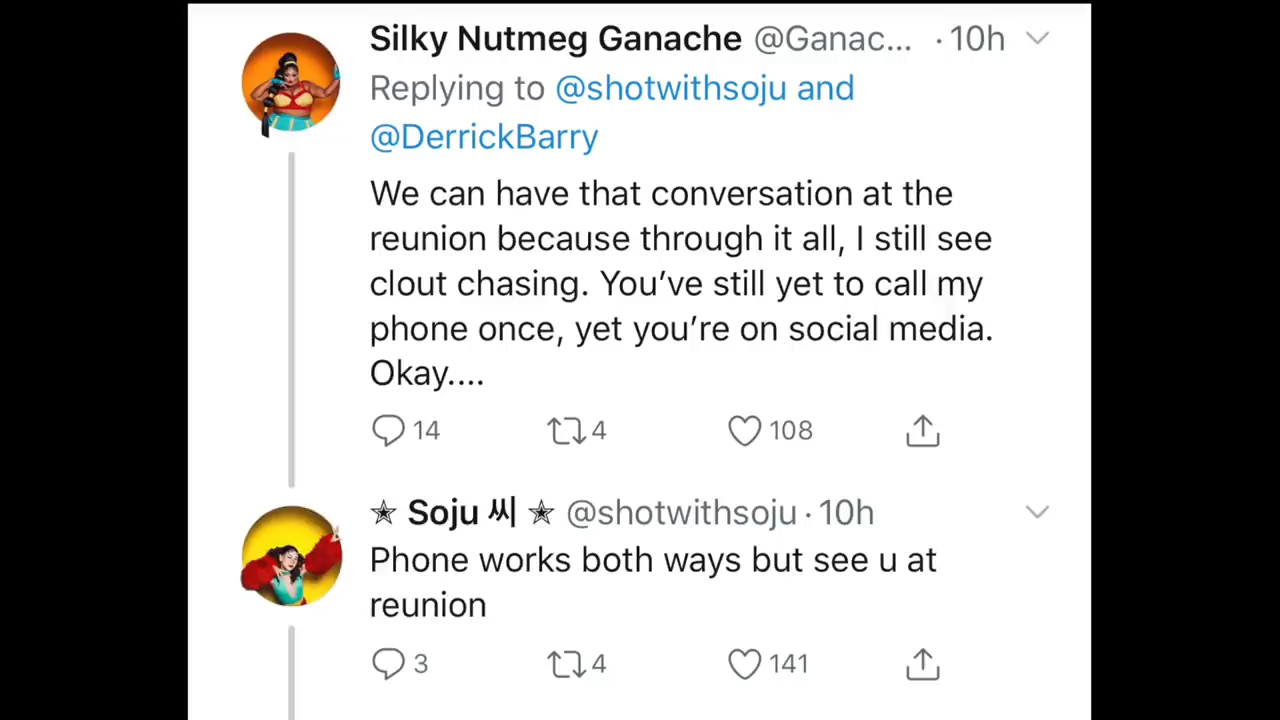 Silky Nutmeg Ganache @Ganac... · 10h
Replying to @shotwithsoju and
@DerrickBarry
We can have that conversation at the
reunion because through it all, I still see
clout chasing. You’ve still yet to call my
phone once, yet you’re on social media.
Okay....
14 4 108
✭ Soju 씨 ✭ @shotwithsoju · 10h
Phone works both ways but see u at
reunion
3 4 141